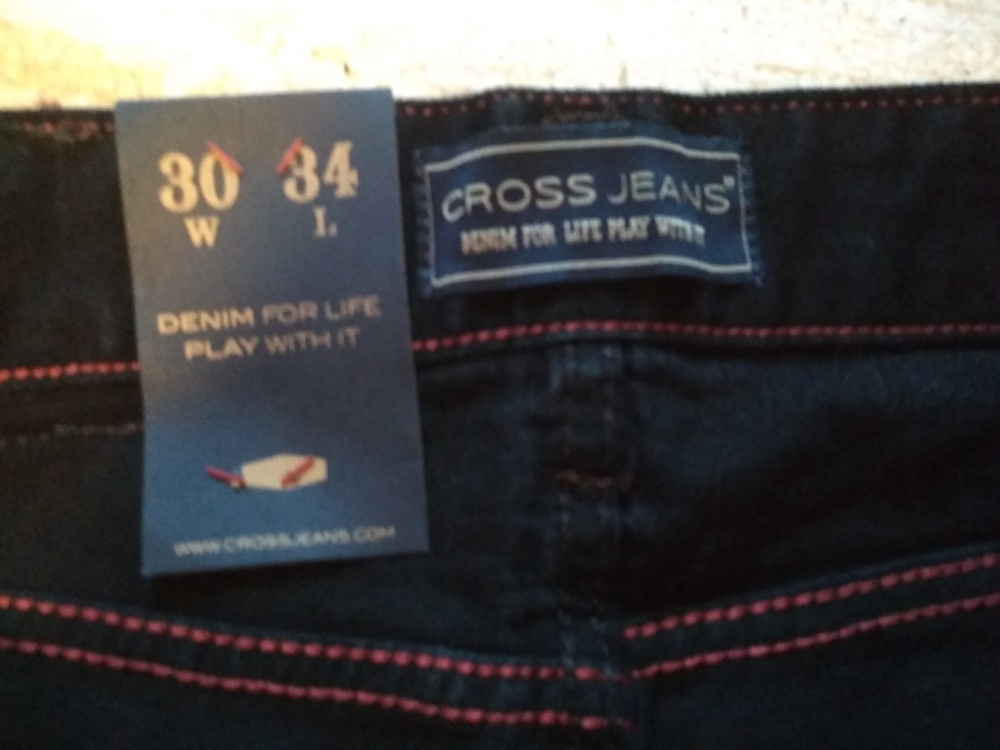 30 34
W L
DENIM FOR LIFE
PLAY WITH IT
WWW.CROSSJEANS.COM
CROSS JEANS®
DENIM FOR LIFE PLAY WITH IT